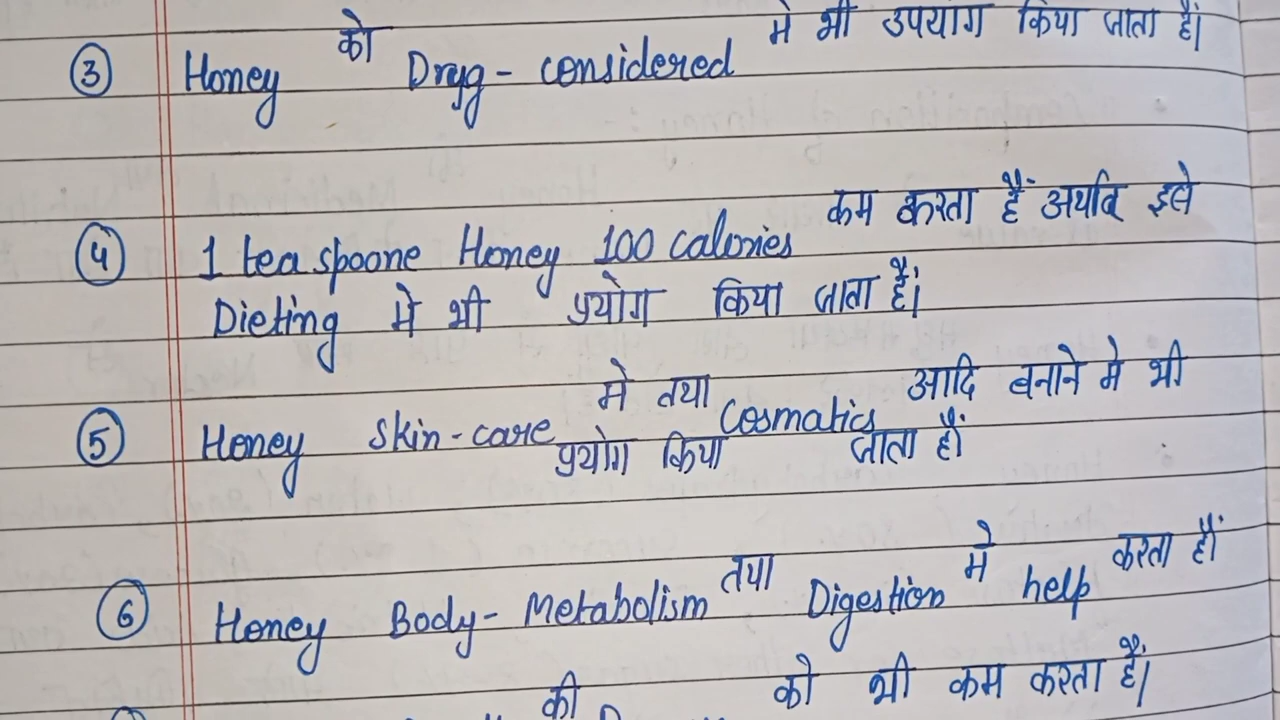 ③ Honey को Dryg - considered मे भी उपयोग किया जाता है।
④ 1 tea spoone Honey 100 calories कम करता है अर्थात इसे
Dieting मे भी प्रयोग किया जाता है।
⑤ Honey skin-care मे तथा Cosmatics आदि बनाने मे भी
प्रयोग किया जाता है।
⑥ Honey Body-Metabolism तथा Digestion मे help करता है।
की को भी कम करता है।